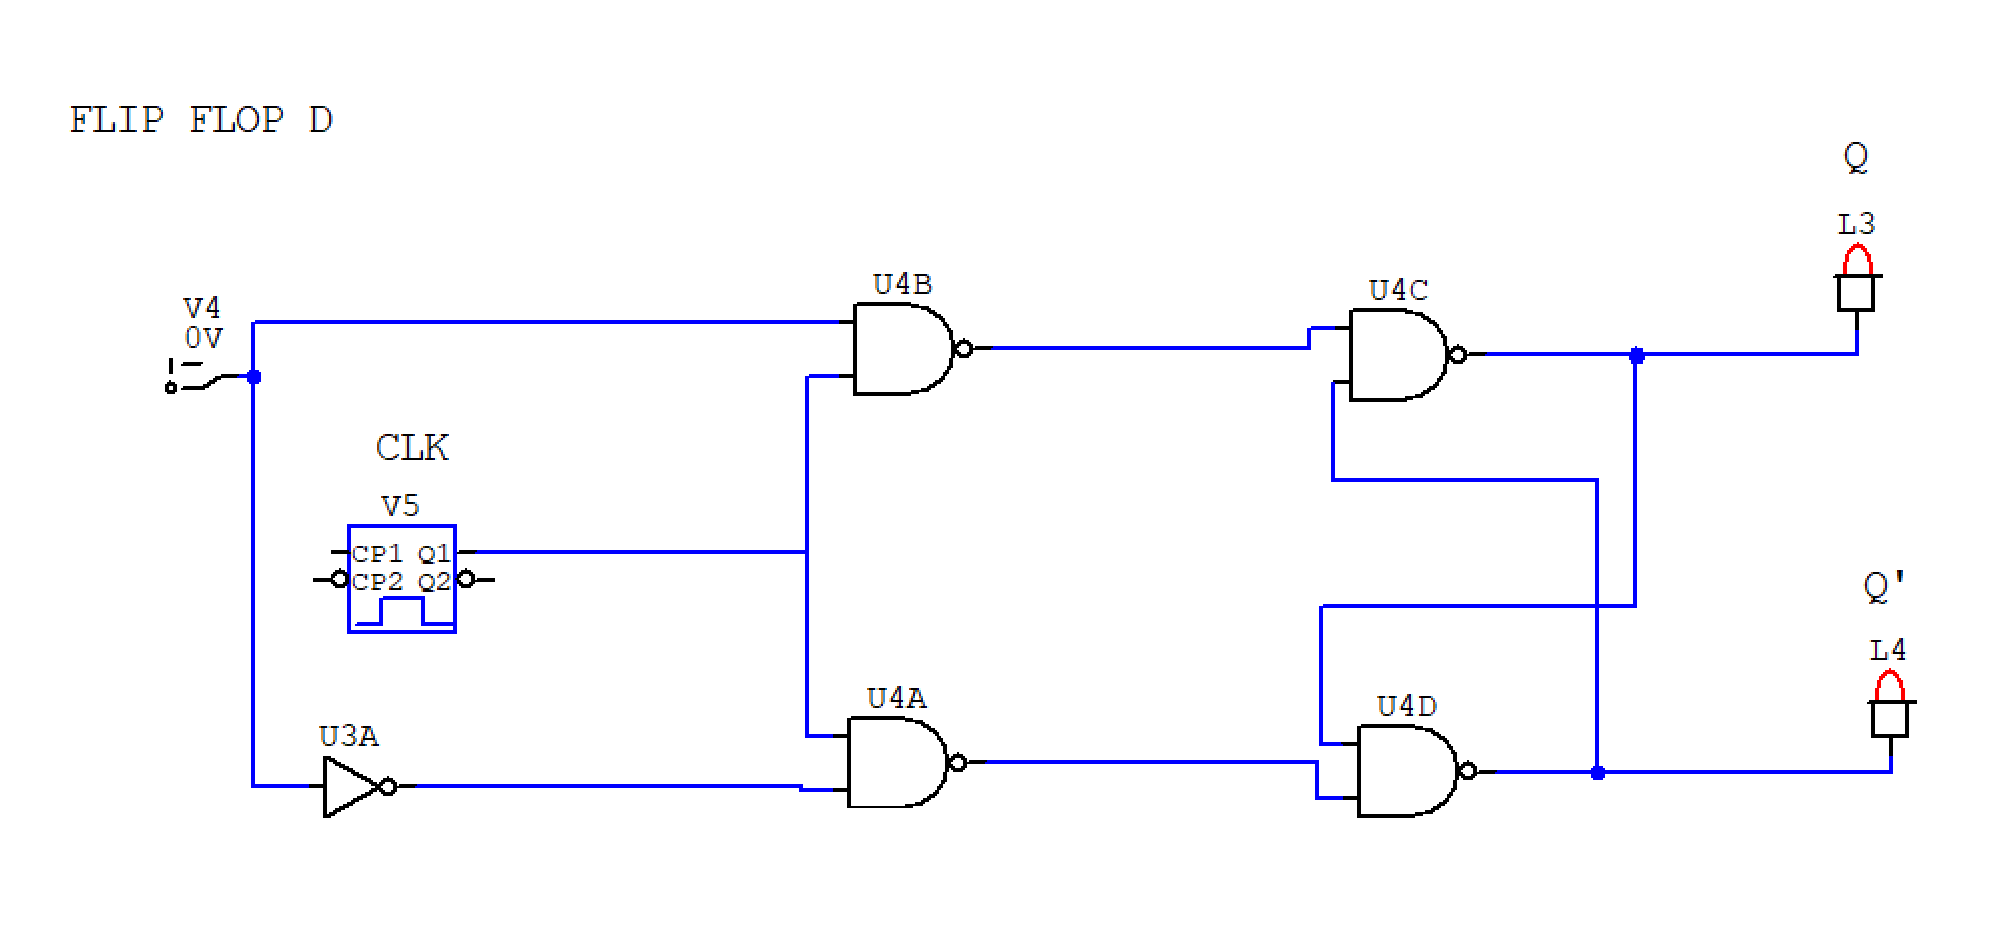 FLIP FLOP D
Q
L3
U4B
U4C
V4
0V
CLK
V5
CP1 Q1
CP2 Q2
Q'
L4
U4A
U4D
U3A